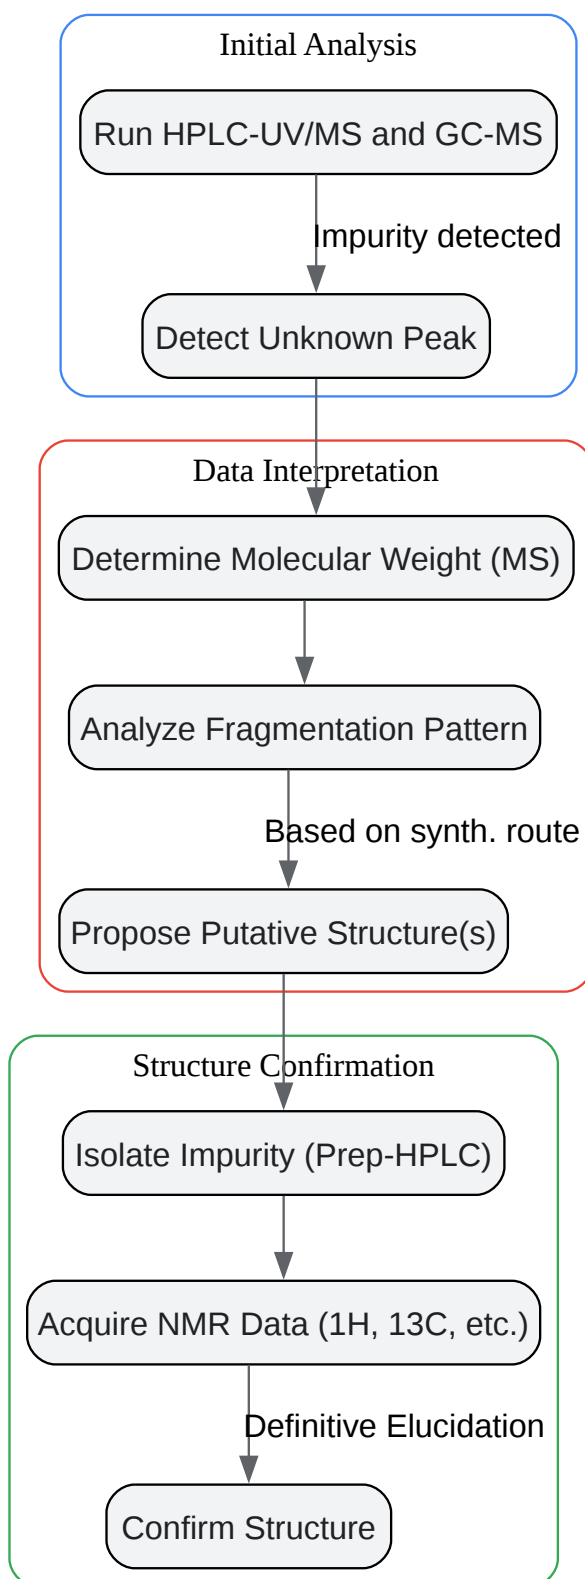 Initial Analysis
Run HPLC-UV/MS and GC-MS
Impurity detected
Detect Unknown Peak
Data Interpretation
Determine Molecular Weight (MS)
Analyze Fragmentation Pattern
Based on synth. route
Propose Putative Structure(s)
Structure Confirmation
Isolate Impurity (Prep-HPLC)
Acquire NMR Data (1H, 13C, etc.)
Definitive Elucidation
Confirm Structure